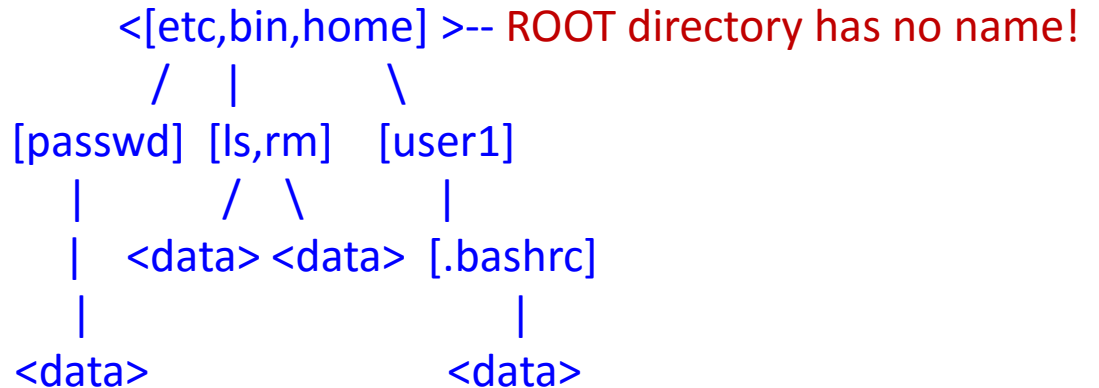 <[etc,bin,home] >-- ROOT directory has no name!
/ | \
[passwd] [ls,rm] [user1]
| / \ |
| <data> <data> [.bashrc]
| |
<data> <data>